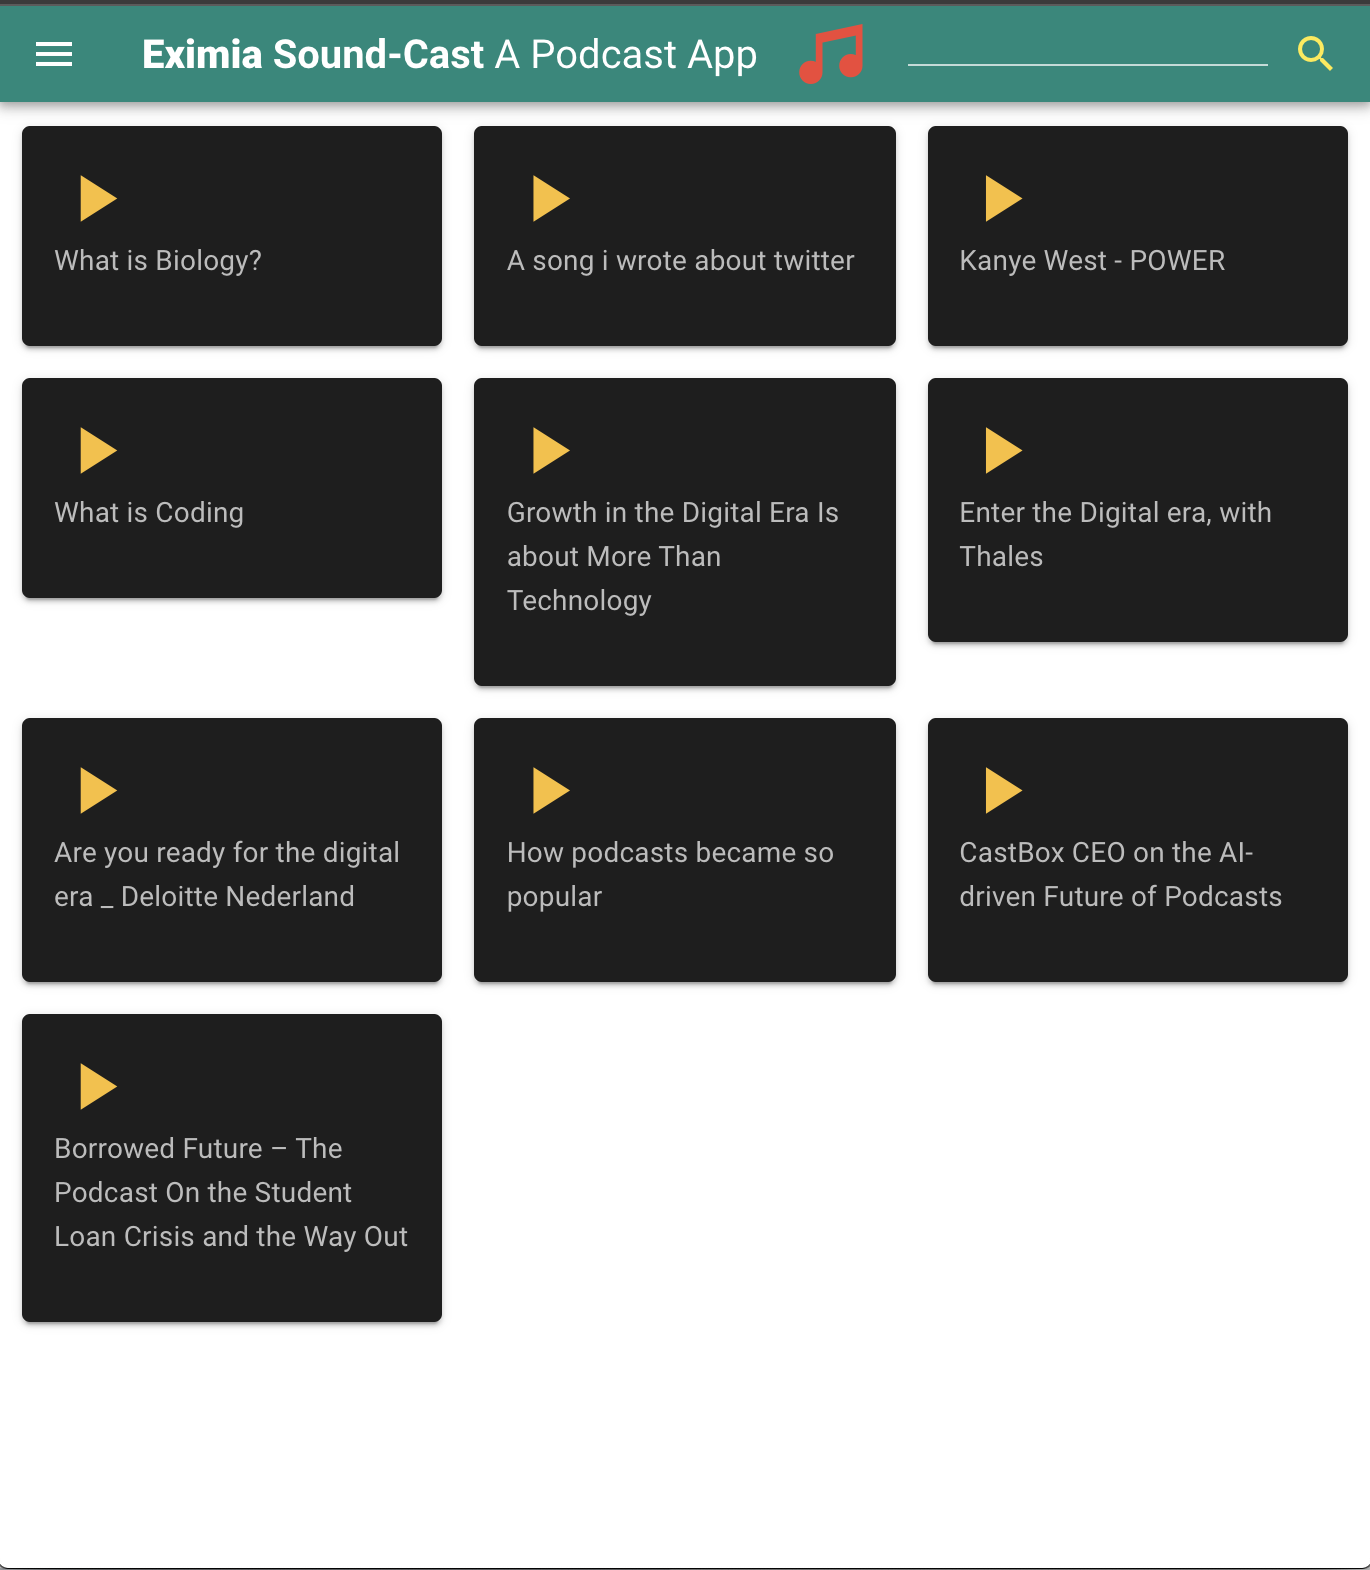 Eximia Sound-Cast A Podcast App
What is Biology?
A song i wrote about twitter
Kanye West - POWER
What is Coding
Growth in the Digital Era Is
about More Than
Technology
Enter the Digital era, with
Thales
Are you ready for the digital
era _ Deloitte Nederland
How podcasts became so
popular
CastBox CEO on the AI-
driven Future of Podcasts
Borrowed Future – The
Podcast On the Student
Loan Crisis and the Way Out